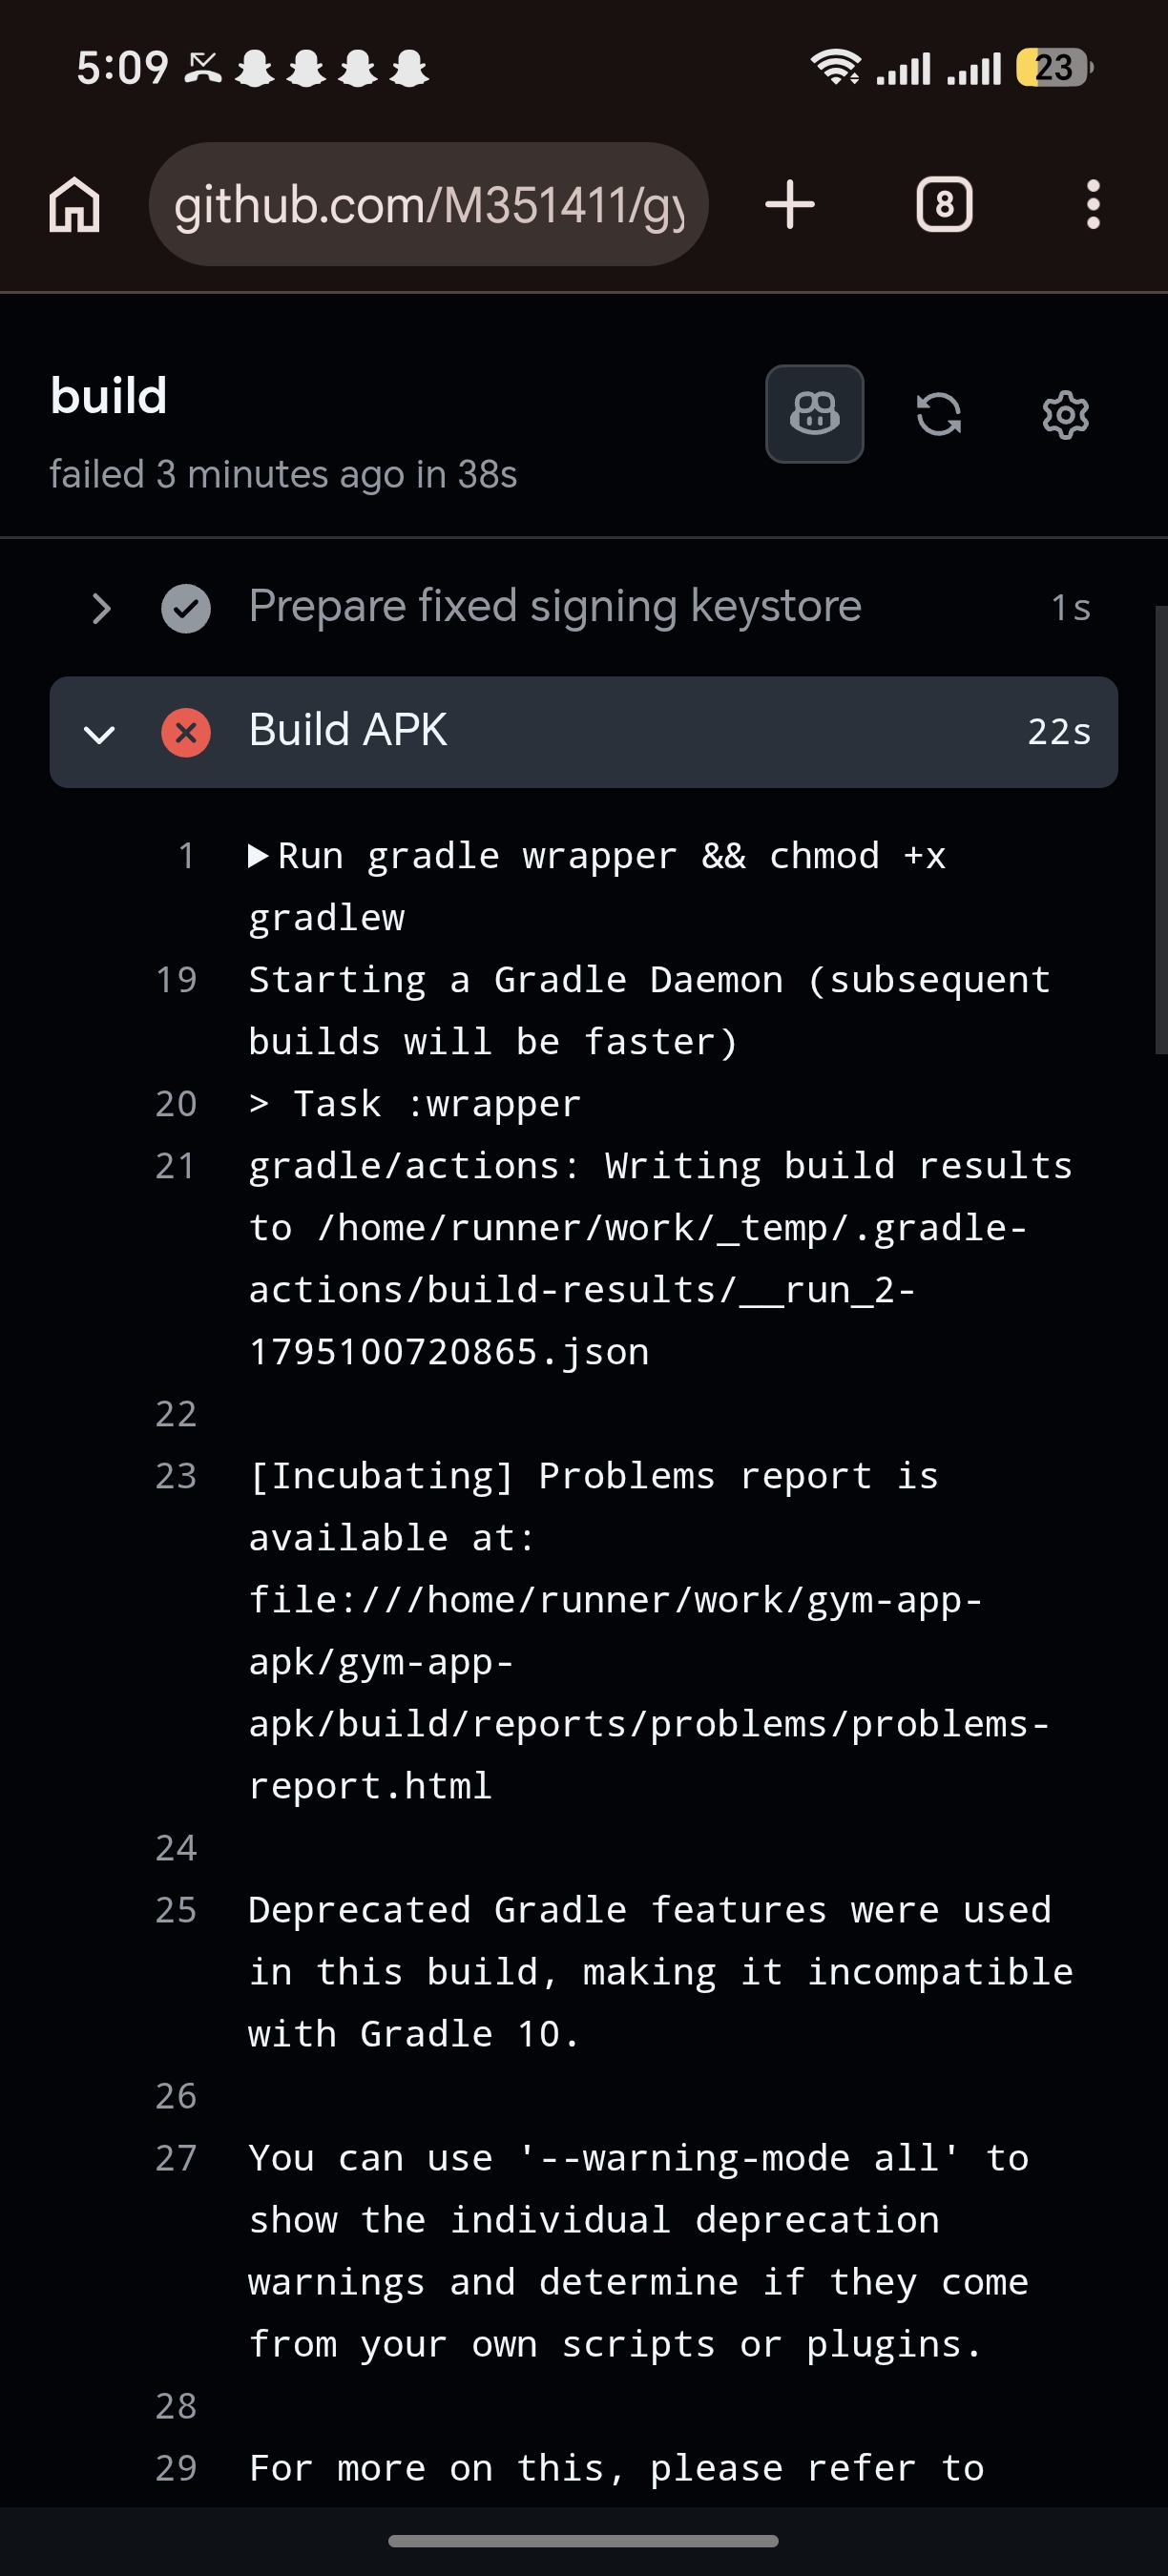 5:09
23
github.com/M351411/gy
8
build
failed 3 minutes ago in 38s
Prepare fixed signing keystore 1s
Build APK 22s
1 Run gradle wrapper && chmod +x
gradlew
19 Starting a Gradle Daemon (subsequent
builds will be faster)
20 > Task :wrapper
21 gradle/actions: Writing build results
to /home/runner/work/_temp/.gradle-
actions/build-results/__run_2-
1795100720865.json
22
23 [Incubating] Problems report is
available at:
file:///home/runner/work/gym-app-
apk/gym-app-
apk/build/reports/problems/problems-
report.html
24
25 Deprecated Gradle features were used
in this build, making it incompatible
with Gradle 10.
26
27 You can use '--warning-mode all' to
show the individual deprecation
warnings and determine if they come
from your own scripts or plugins.
28
29 For more on this, please refer to